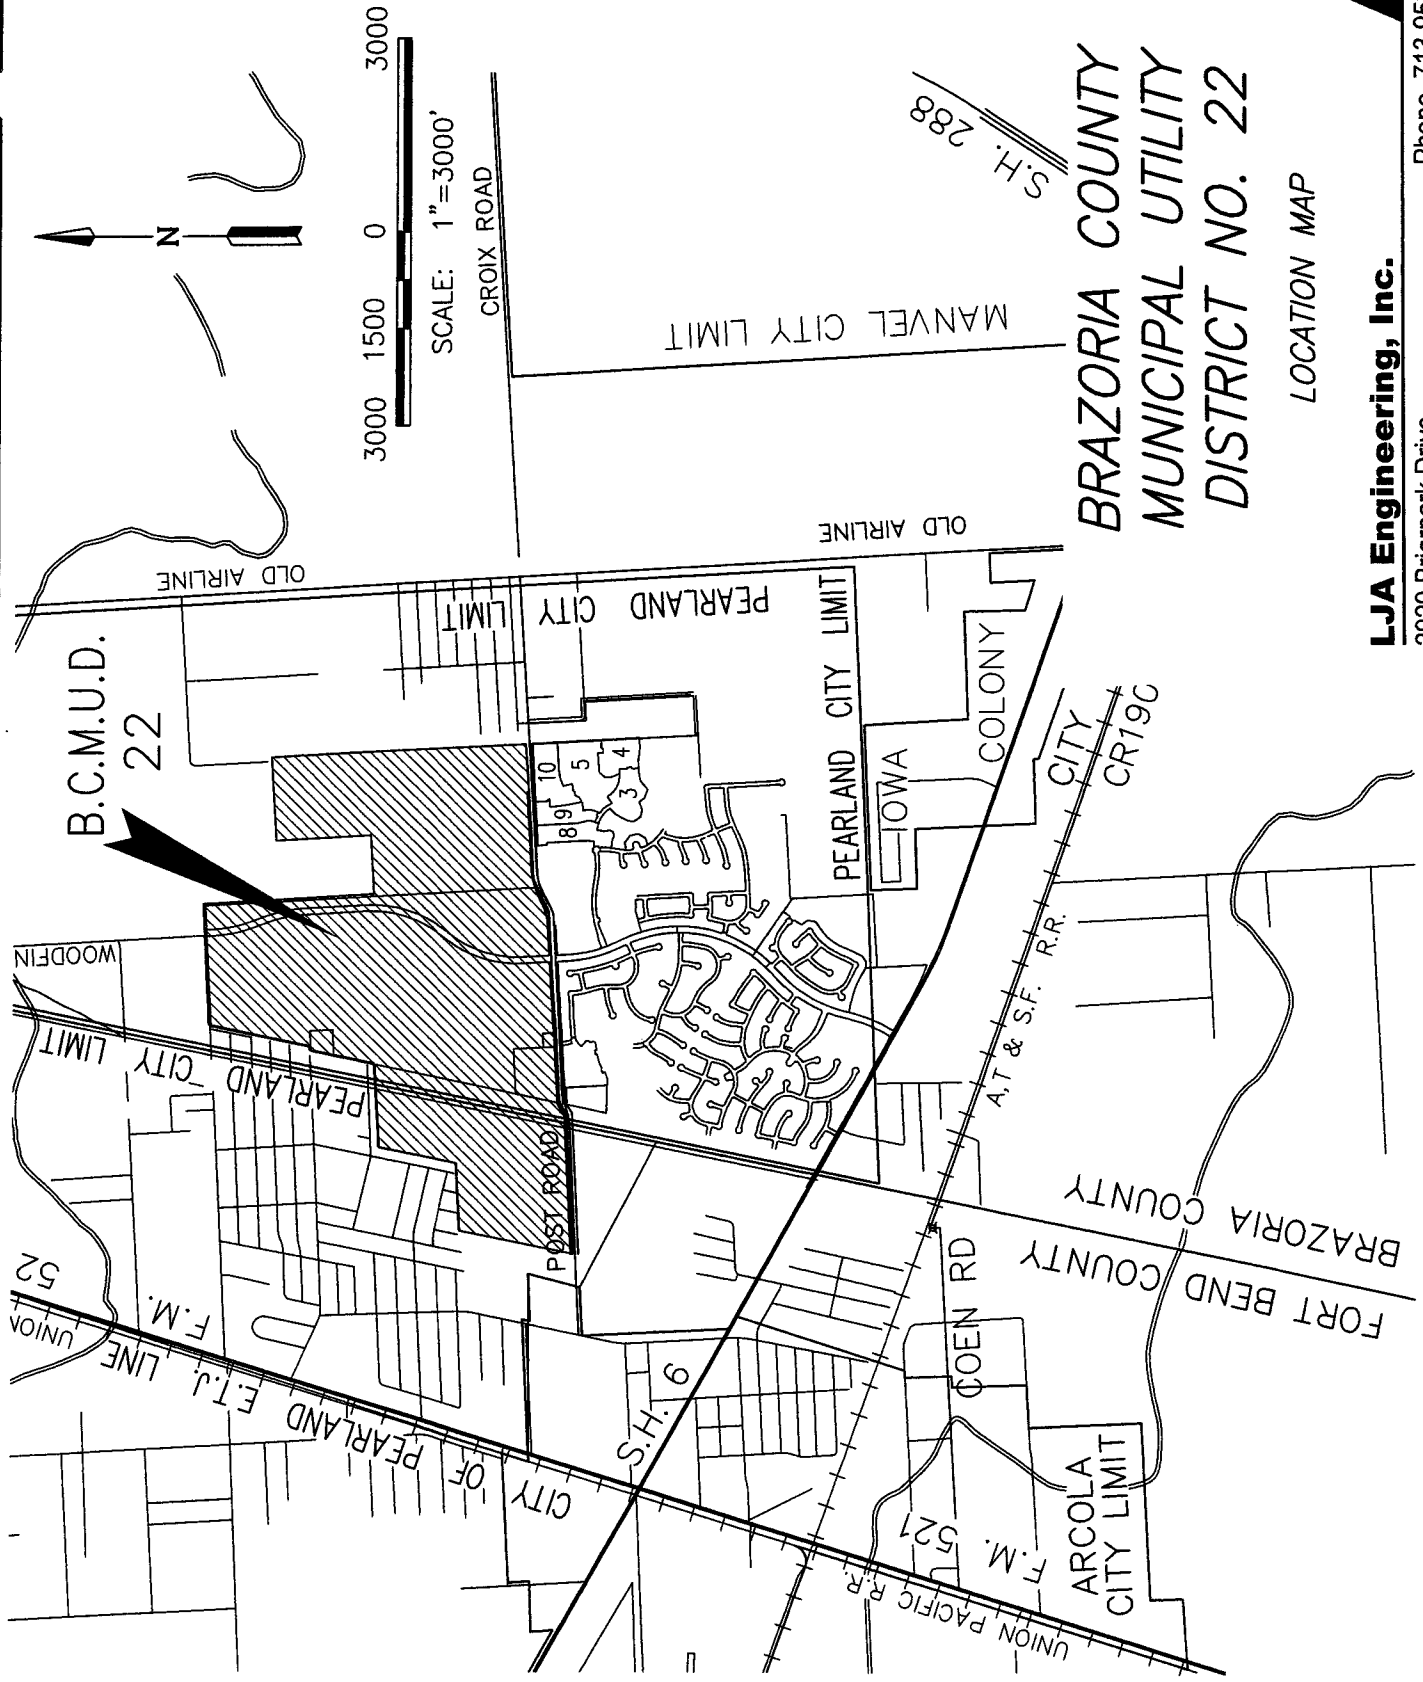 B.C.M.U.D.
22
WOODFIN
OLD AIRLINE
PEARLAND CITY LIMIT
N
3000 1500 0 3000
SCALE: 1"=3000'
CROIX ROAD
52
F.M.
UNION
CITY OF PEARLAND E.T.J. LINE
PEARLAND CITY LIMIT
POST ROAD
10
9
8
5
4
3
MANVEL CITY LIMIT
OLD AIRLINE
S.H. 288
PEARLAND CITY LIMIT
IOWA
COLONY
CITY
CR190
S.H. 6
A,T & S.F. R.R.
COEN RD
FORT BEND COUNTY
BRAZORIA COUNTY
F.M. 521
UNION PACIFIC R.R.
ARCOLA
CITY LIMIT
BRAZORIA COUNTY
MUNICIPAL UTILITY
DISTRICT NO. 22
LOCATION MAP
LJA Engineering, Inc.
Drive
Phone 713